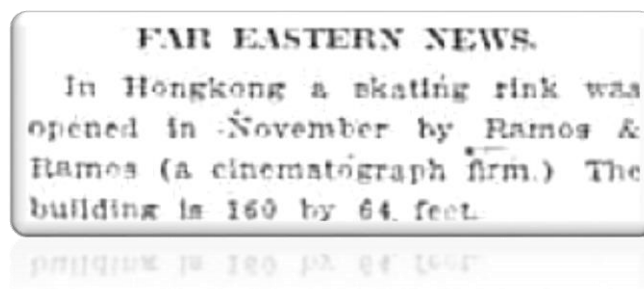 FAR EASTERN NEWS.
In Hongkong a skating rink was
opened in November by Ramos &
Ramos (a cinematograph firm.) The
building is 160 by 64 feet.